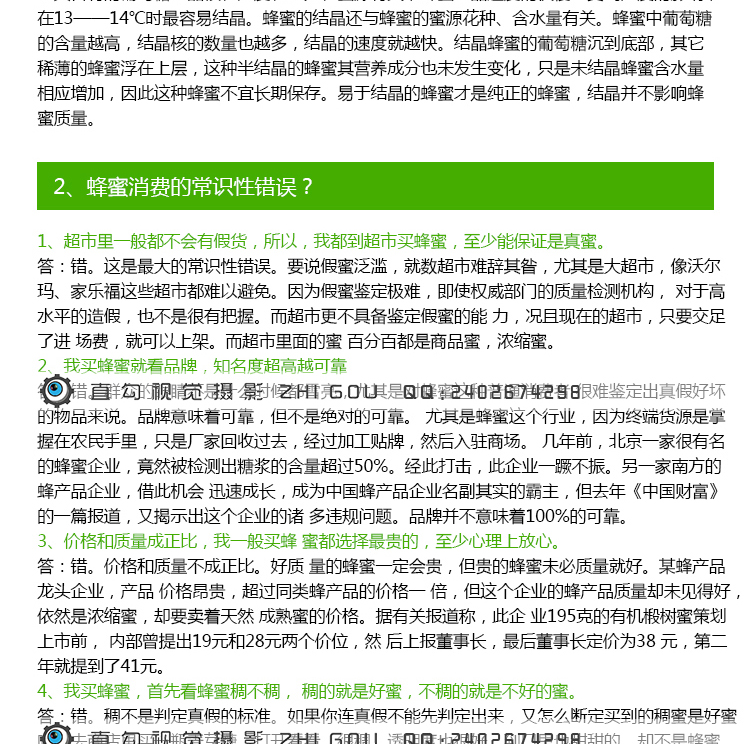 在13——14℃时最容易结晶。蜂蜜的结晶还与蜂蜜的蜜源花种、含水量有关。蜂蜜中葡萄糖
的含量越高，结晶核的数量也越多，结晶的速度就越快。结晶蜂蜜的葡萄糖沉到底部，其它
稀薄的蜂蜜浮在上层，这种半结晶的蜂蜜其营养成分也未发生变化，只是未结晶蜂蜜含水量
相应增加，因此这种蜂蜜不宜长期保存。易于结晶的蜂蜜才是纯正的蜂蜜，结晶并不影响蜂
蜜质量。
2、蜂蜜消费的常识性错误？
1、超市里一般都不会有假货，所以，我都到超市买蜂蜜，至少能保证是真蜜。
答：错。这是最大的常识性错误。要说假蜜泛滥，就数超市难辞其咎，尤其是大超市，像沃尔
玛、家乐福这些超市都难以避免。因为假蜜鉴定极难，即使权威部门的质量检测机构， 对于高
水平的造假，也不是很有把握。而超市更不具备鉴定假蜜的能 力，况且现在的超市，只要交足
了进 场费，就可以上架。而超市里面的蜜 百分百都是商品蜜，浓缩蜜。
2、我买蜂蜜就看品牌，知名度超高越可靠
直勾视觉摄影 ZHI GOU QQ:2402674298
很难鉴定出真假好坏
的物品来说。品牌意味着可靠，但不是绝对的可靠。 尤其是蜂蜜这个行业，因为终端货源是掌
握在农民手里，只是厂家回收过去，经过加工贴牌，然后入驻商场。 几年前，北京一家很有名
的蜂蜜企业，竟然被检测出糖浆的含量超过50%。经此打击，此企业一蹶不振。另一家南方的
蜂产品企业，借此机会 迅速成长，成为中国蜂产品企业名副其实的霸主，但去年《中国财富》
的一篇报道，又揭示出这个企业的诸 多违规问题。品牌并不意味着100%的可靠。
3、价格和质量成正比，我一般买蜂 蜜都选择最贵的，至少心理上放心。
答：错。价格和质量不成正比。好质 量的蜂蜜一定会贵，但贵的蜂蜜未必质量就好。某蜂产品
龙头企业，产品 价格昂贵，超过同类蜂产品的价格一 倍，但这个企业的蜂产品质量却未见得好，
依然是浓缩蜜，却要卖着天然 成熟蜜的价格。据有关报道称，此企 业195克的有机椴树蜜策划
上市前， 内部曾提出19元和28元两个价位，然 后上报董事长，最后董事长定价为38 元，第二
年就提到了41元。
4、我买蜂蜜，首先看蜂蜜稠不稠， 稠的就是好蜜，不稠的就是不好的蜜。
答：错。稠不是判定真假的标准。如果你连真假不能先判定出来，又怎么断定买到的稠蜜是好蜜
直勾视觉摄影 ZHI GOU QQ:2402674298